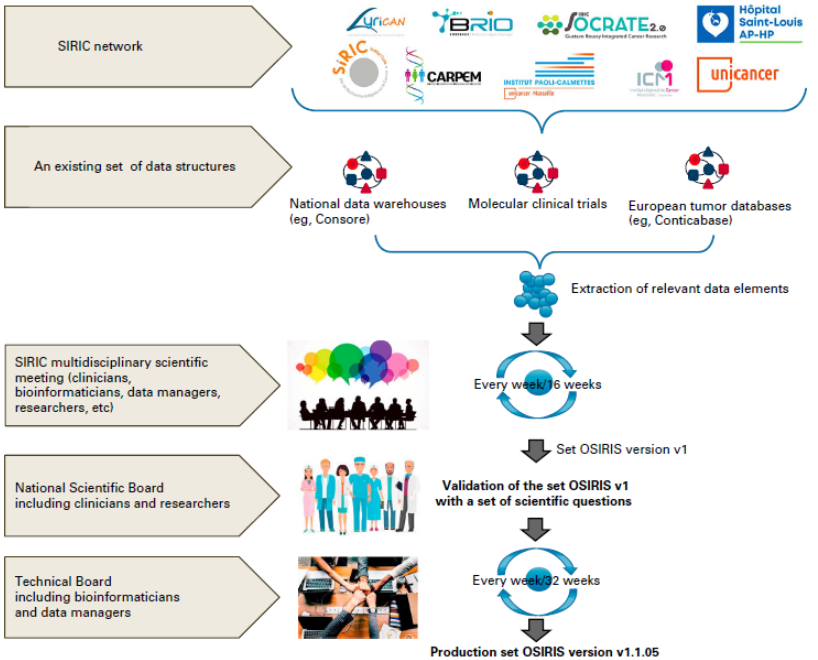 SIRIC network
LYriCAN
BRIO
SIRIC
SOCRATE 2.0
Gustave Roussy Integrated Cancer Research
Hôpital
Saint-Louis
AP-HP
SiRIC
CARPEM
INSTITUT PAOLI-CALMETTES
unicancer Marseille
ICM
unicancer
An existing set of data structures
National data warehouses
(eg, Consore)
Molecular clinical trials
European tumor databases
(eg, Conticabase)
Extraction of relevant data elements
SIRIC multidisciplinary scientific
meeting (clinicians,
bioinformaticians, data managers,
researchers, etc)
Every week/16 weeks
Set OSIRIS version v1
National Scientific Board
including clinicians and researchers
Validation of the set OSIRIS v1
with a set of scientific questions
Technical Board
including bioinformaticians
and data managers
Every week/32 weeks
Production set OSIRIS version v1.1.05